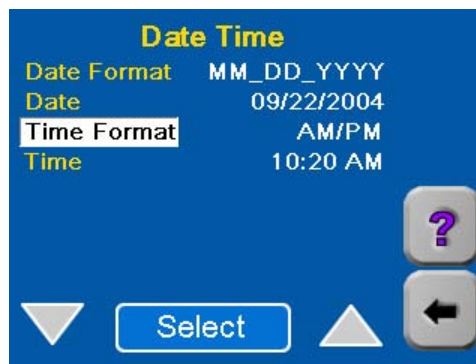 Date Time
Date Format MM_DD_YYYY
Date 09/22/2004
Time Format AM/PM
Time 10:20 AM
?
Select